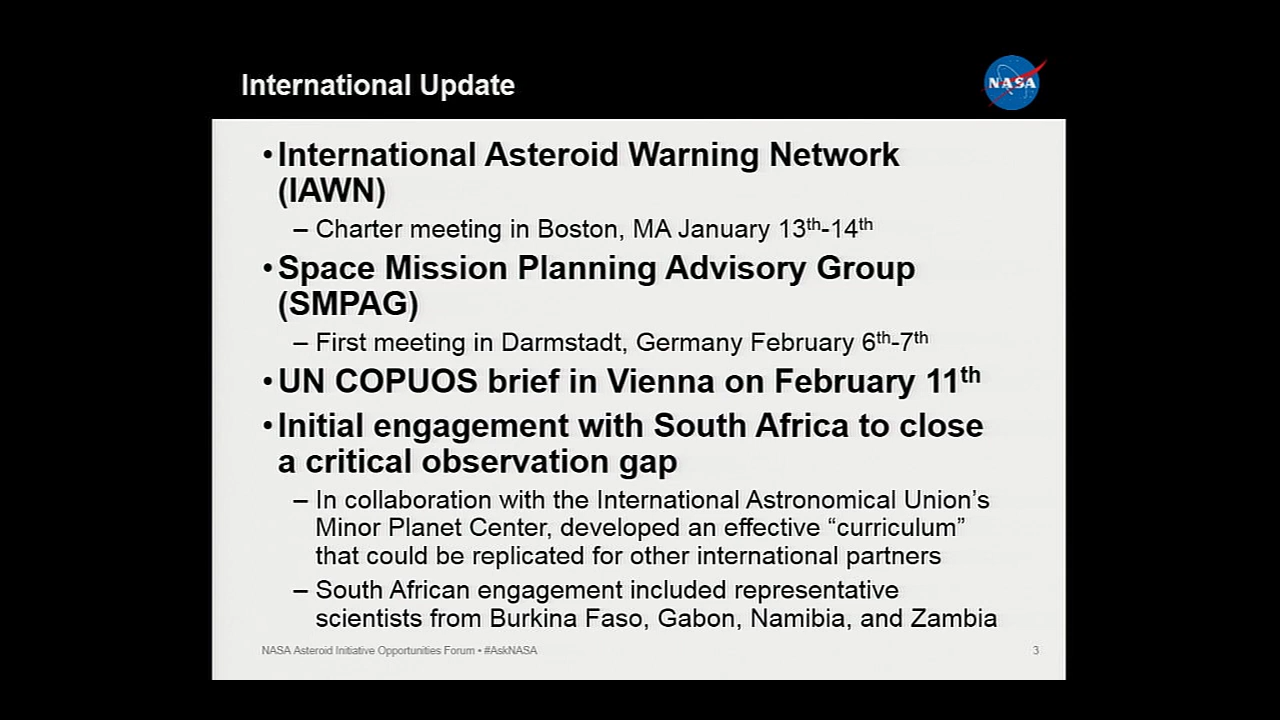 International Update
NASA
•International Asteroid Warning Network
(IAWN)
– Charter meeting in Boston, MA January 13th-14th
•Space Mission Planning Advisory Group
(SMPAG)
– First meeting in Darmstadt, Germany February 6th-7th
•UN COPUOS brief in Vienna on February 11th
•Initial engagement with South Africa to close
a critical observation gap
– In collaboration with the International Astronomical Union’s
Minor Planet Center, developed an effective “curriculum”
that could be replicated for other international partners
– South African engagement included representative
scientists from Burkina Faso, Gabon, Namibia, and Zambia
NASA Asteroid Initiative Opportunities Forum • #AskNASA
3